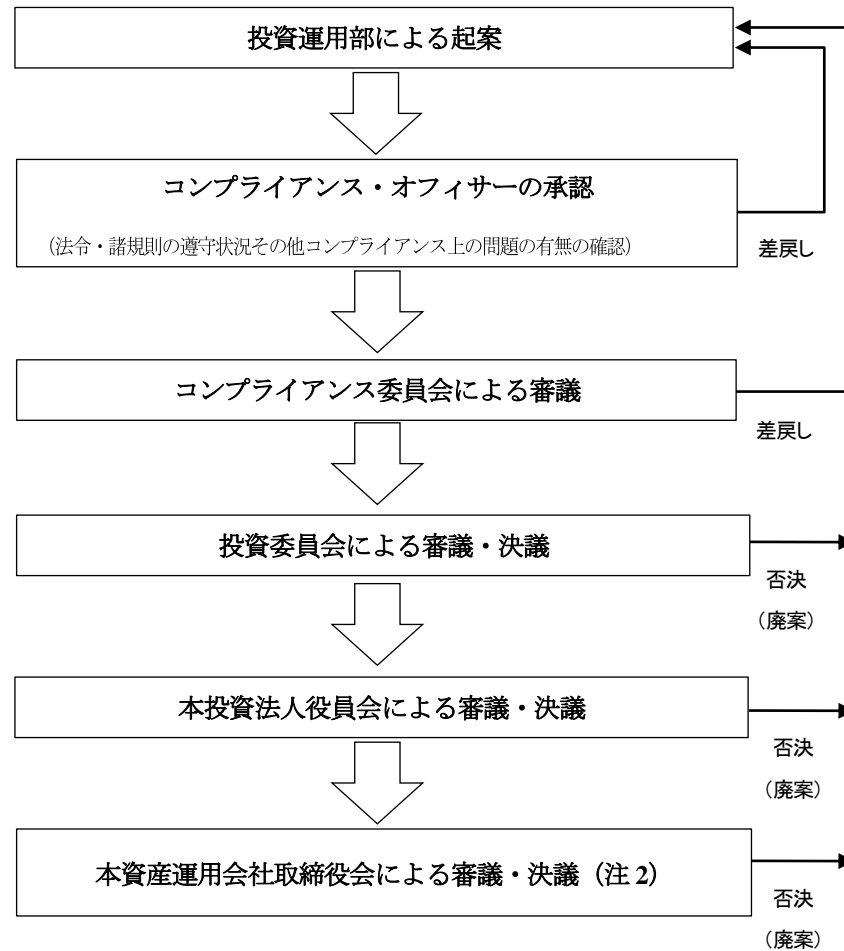 投資運用部による起案
コンプライアンス・オフィサーの承認
(法令・諸規則の遵守状況その他コンプライアンス上の問題の有無の確認)
差戻し
コンプライアンス委員会による審議
差戻し
投資委員会による審議・決議
否決
(廃案)
本投資法人役員会による審議・決議
否決
(廃案)
本資産運用会社取締役会による審議・決議(注 2)
否決
(廃案)